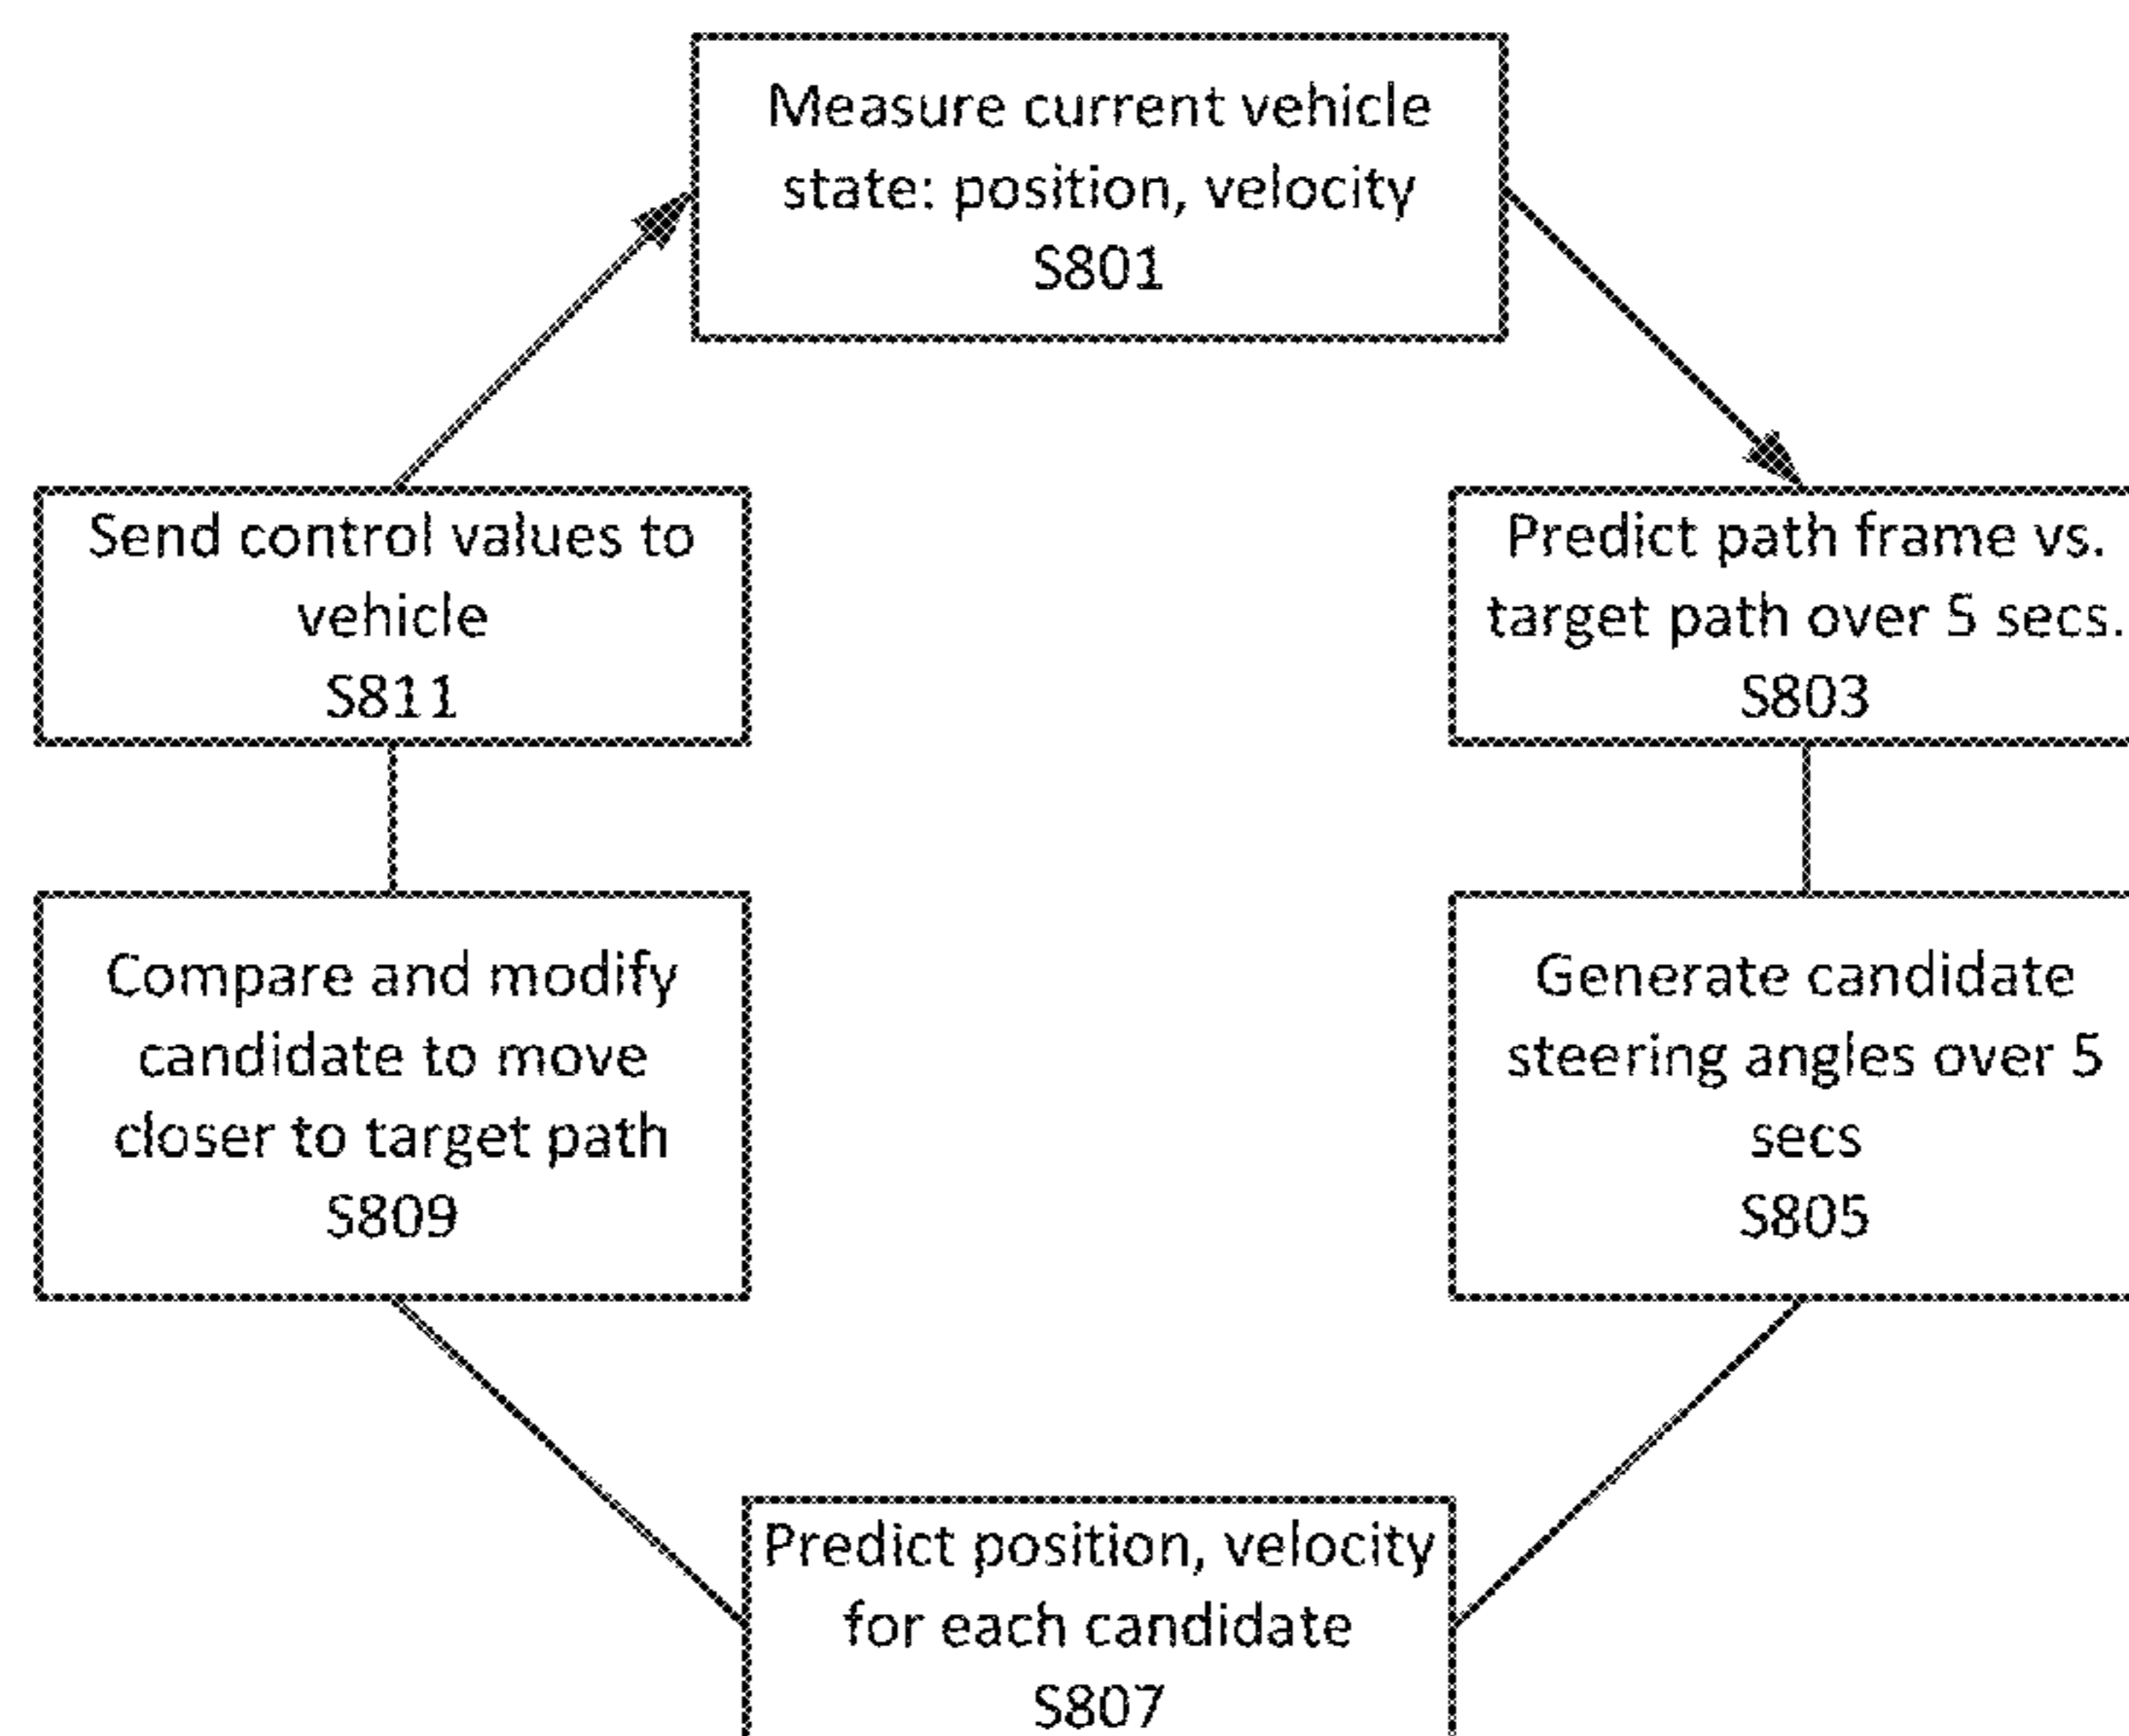 Measure current vehicle
state: position, velocity
S801
Predict path frame vs.
target path over 5 secs.
S803
Generate candidate
steering angles over 5
secs
S805
Predict position, velocity
for each candidate
S807
Compare and modify
candidate to move
closer to target path
S809
Send control values to
vehicle
S811